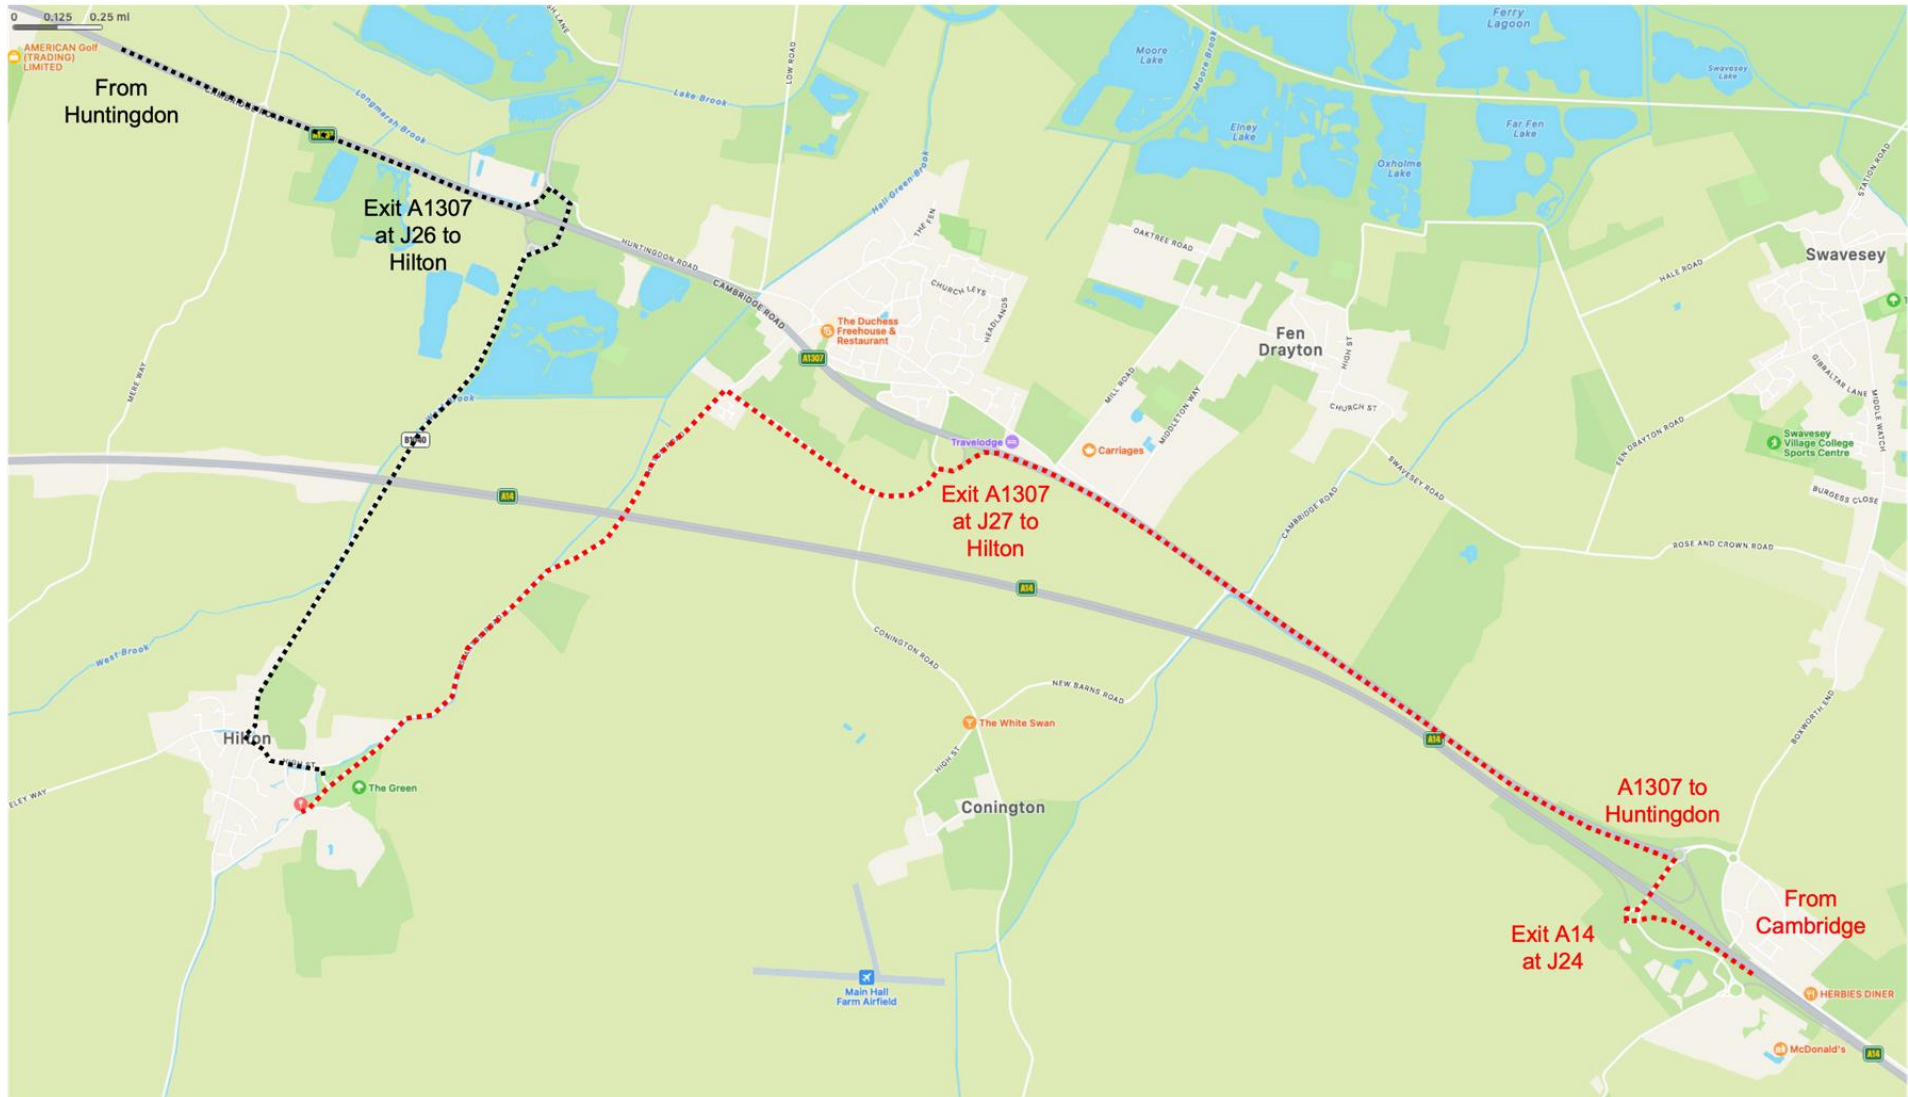 0 0.125 0.25 mi
AMERICAN Golf
(TRADING)
LIMITED
From
Huntingdon
Longmarsh Brook
Lake Brook
LOW ROAD
Moore
Lake
Moore Brook
Ferry
Lagoon
Swavesey
Lake
Elney
Lake
Far Fen
Lake
Oxholme
Lake
STATION ROAD
Hall Green Brook
Exit A1307
at J26 to
Hilton
HUNTINGDON ROAD
CAMBRIDGE ROAD
THE FEN
CHURCH LEYS
HEADLANDS
OAKTREE ROAD
Swavesey
HALE ROAD
The Duchess
Freehouse &
Restaurant
A1307
Fen
Drayton
HIGH ST
MERE WAY
MILL ROAD
MIDDLETON WAY
CHURCH ST
GIBRALTAR LANE
MIDDLE WATCH
FEN DRAYTON ROAD
Swavesey
Village College
Sports Centre
Travelodge
Carriages
SWAVESEY ROAD
BURGESS CLOSE
CAMBRIDGE ROAD
A14
Exit A1307
at J27 to
Hilton
ROSE AND CROWN ROAD
A14
West Brook
CONINGTON ROAD
NEW BARNS ROAD
The White Swan
BOXWORTH END
Hilton
HIGH ST
HIGH ST
A14
The Green
ELEY WAY
Conington
A1307 to
Huntingdon
From
Cambridge
Exit A14
at J24
Main Hall
Farm Airfield
HERBIES DINER
McDonald's
A14